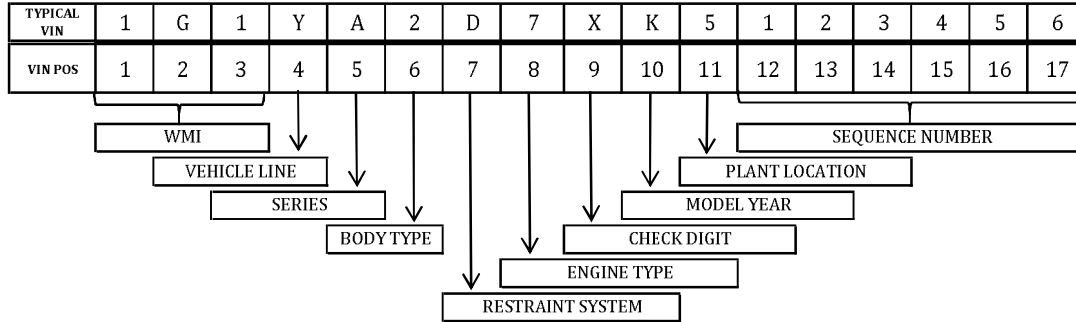 TYPICAL VIN 1 G 1 Y A 2 D 7 X K 5 1 2 3 4 5 6
VIN POS 1 2 3 4 5 6 7 8 9 10 11 12 13 14 15 16 17
WMI SEQUENCE NUMBER
VEHICLE LINE PLANT LOCATION
SERIES MODEL YEAR
BODY TYPE CHECK DIGIT
ENGINE TYPE
RESTRAINT SYSTEM